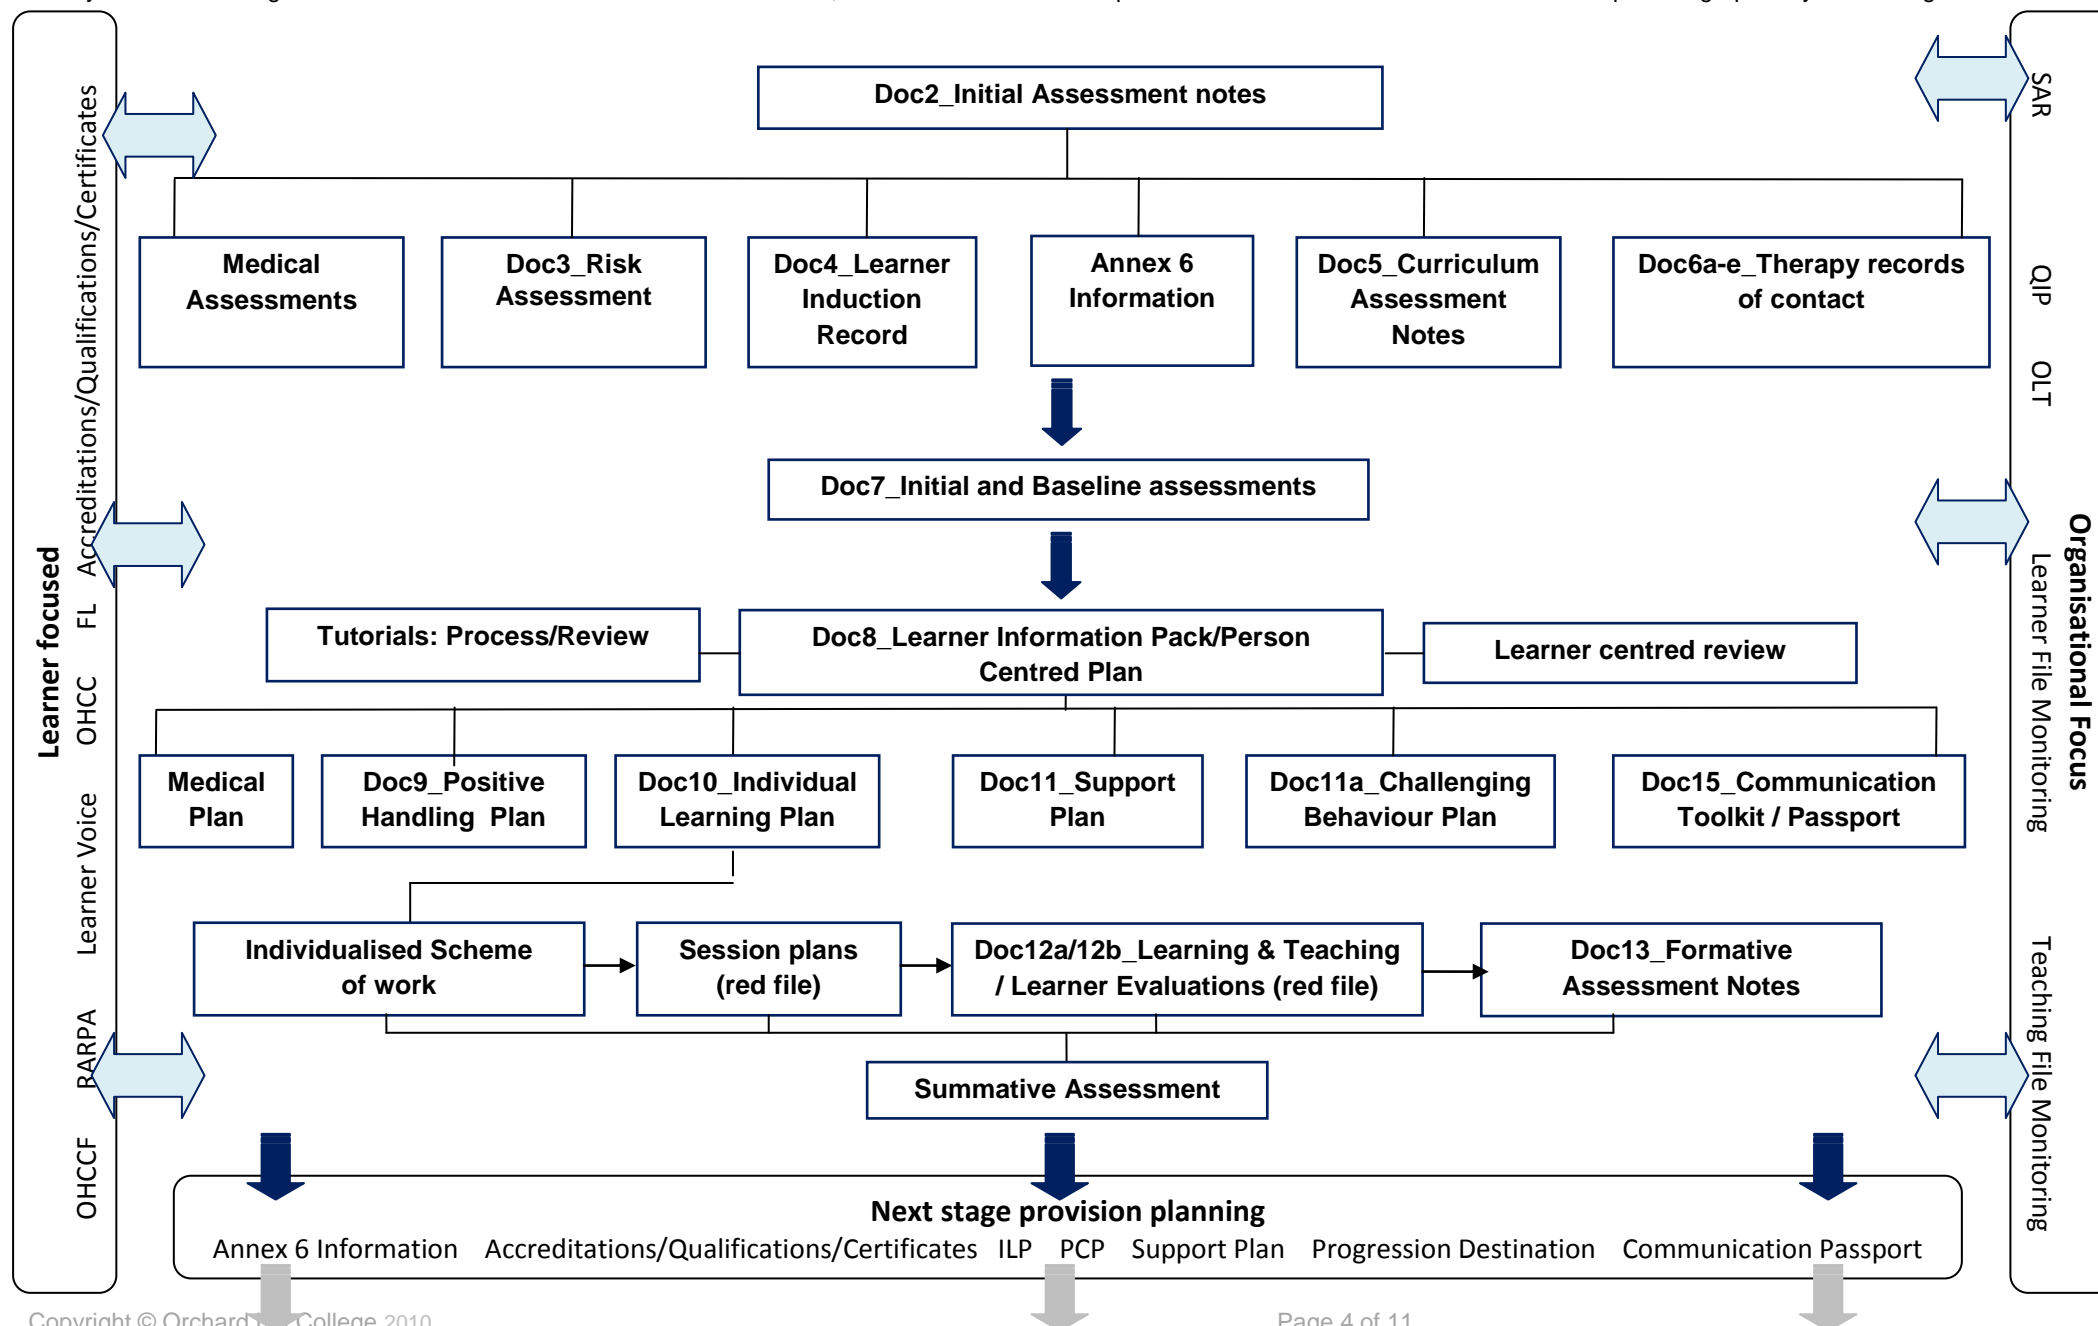 Doc2_Initial Assessment notes
Medical
Assessments
Doc3_Risk
Assessment
Doc4_Learner
Induction
Record
Annex 6
Information
Doc5_Curriculum
Assessment
Notes
Doc6a-e_Therapy records
of contact
Doc7_Initial and Baseline assessments
Tutorials: Process/Review
Doc8_Learner Information Pack/Person
Centred Plan
Learner centred review
Medical
Plan
Doc9_Positive
Handling Plan
Doc10_Individual
Learning Plan
Doc11_Support
Plan
Doc11a_Challenging
Behaviour Plan
Doc15_Communication
Toolkit / Passport
Individualised Scheme
of work
Session plans
(red file)
Doc12a/12b_Learning & Teaching
/ Learner Evaluations (red file)
Doc13_Formative
Assessment Notes
Summative Assessment
Next stage provision planning
Annex 6 Information Accreditations/Qualifications/Certificates ILP PCP Support Plan Progression Destination Communication Passport
Learner focused
OHCCF RARPA Learner Voice OHCC FL Accreditations/Qualifications/Certificates
Organisational Focus
SAR QIP OLT Learner File Monitoring Teaching File Monitoring
Copyright © Orchard College 2010
Page 4 of 11